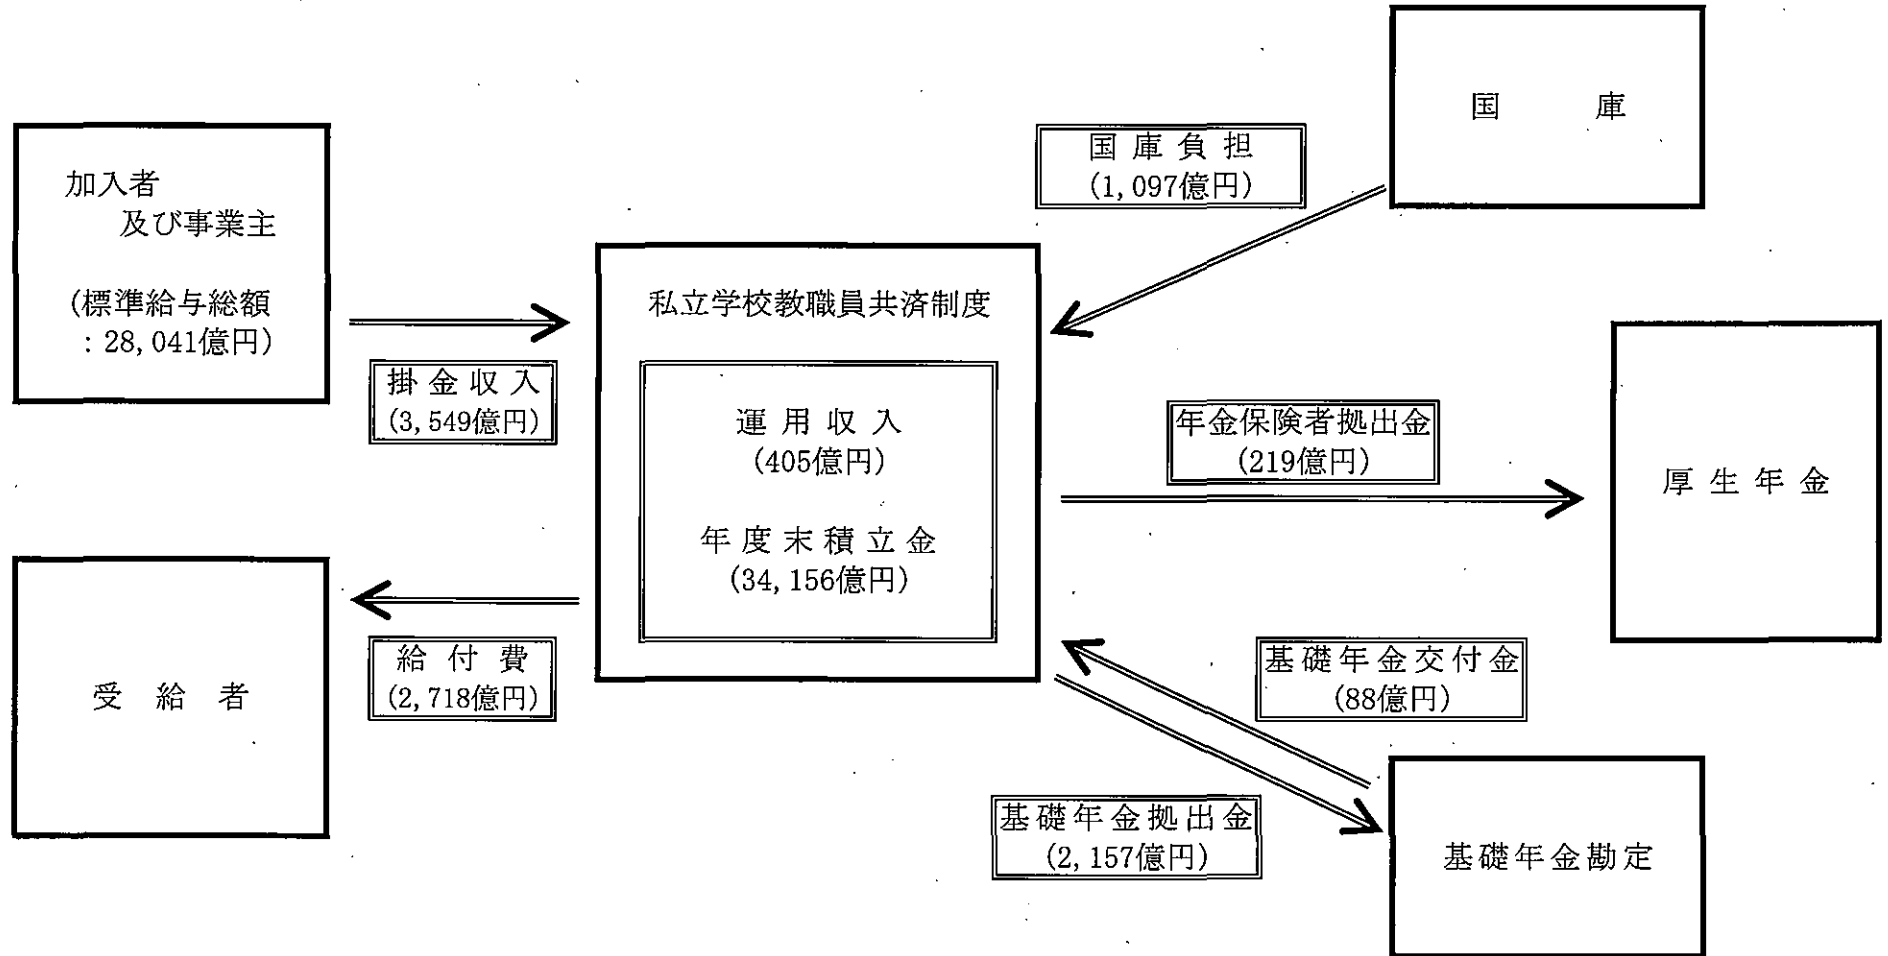 国庫
国庫負担
(1,097億円)
加入者
及び事業主
(標準給与総額
:28,041億円)
私立学校教職員共済制度
掛金収入
(3,549億円)
運用収入
(405億円)
年度末積立金
(34,156億円)
年金保険者拠出金
(219億円)
厚生年金
受給者
給付費
(2,718億円)
基礎年金交付金
(88億円)
基礎年金拠出金
(2,157億円)
基礎年金勘定